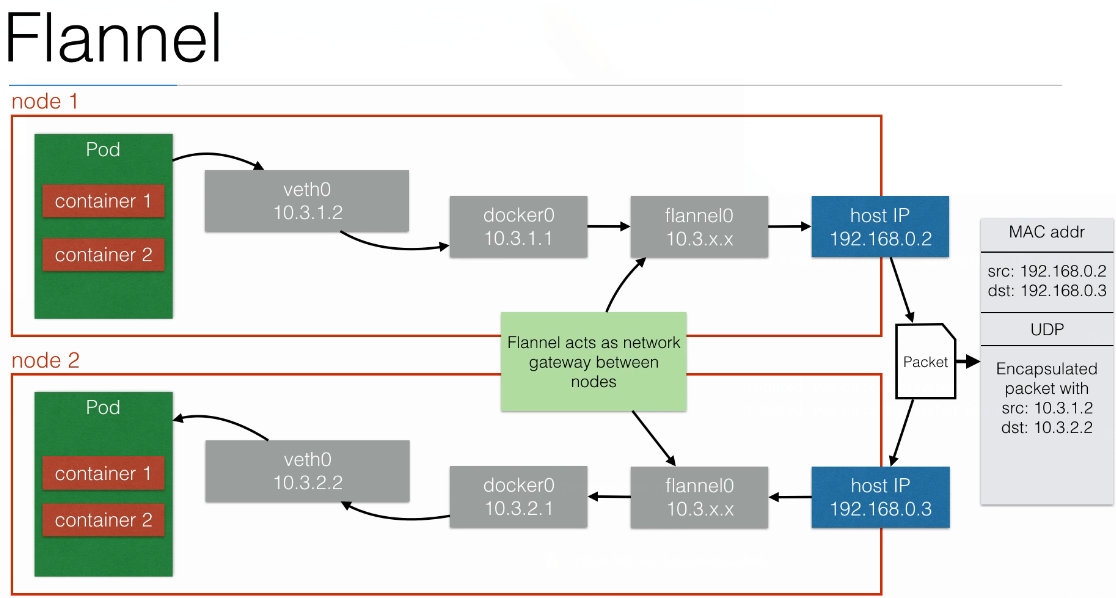 Flannel
node 1
Pod
container 1
container 2
veth0
10.3.1.2
docker0
10.3.1.1
flannel0
10.3.x.x
host IP
192.168.0.2
MAC addr
src: 192.168.0.2
dst: 192.168.0.3
UDP
Encapsulated
packet with
src: 10.3.1.2
dst: 10.3.2.2
Packet
Flannel acts as network
gateway between
nodes
node 2
Pod
container 1
container 2
veth0
10.3.2.2
docker0
10.3.2.1
flannel0
10.3.x.x
host IP
192.168.0.3